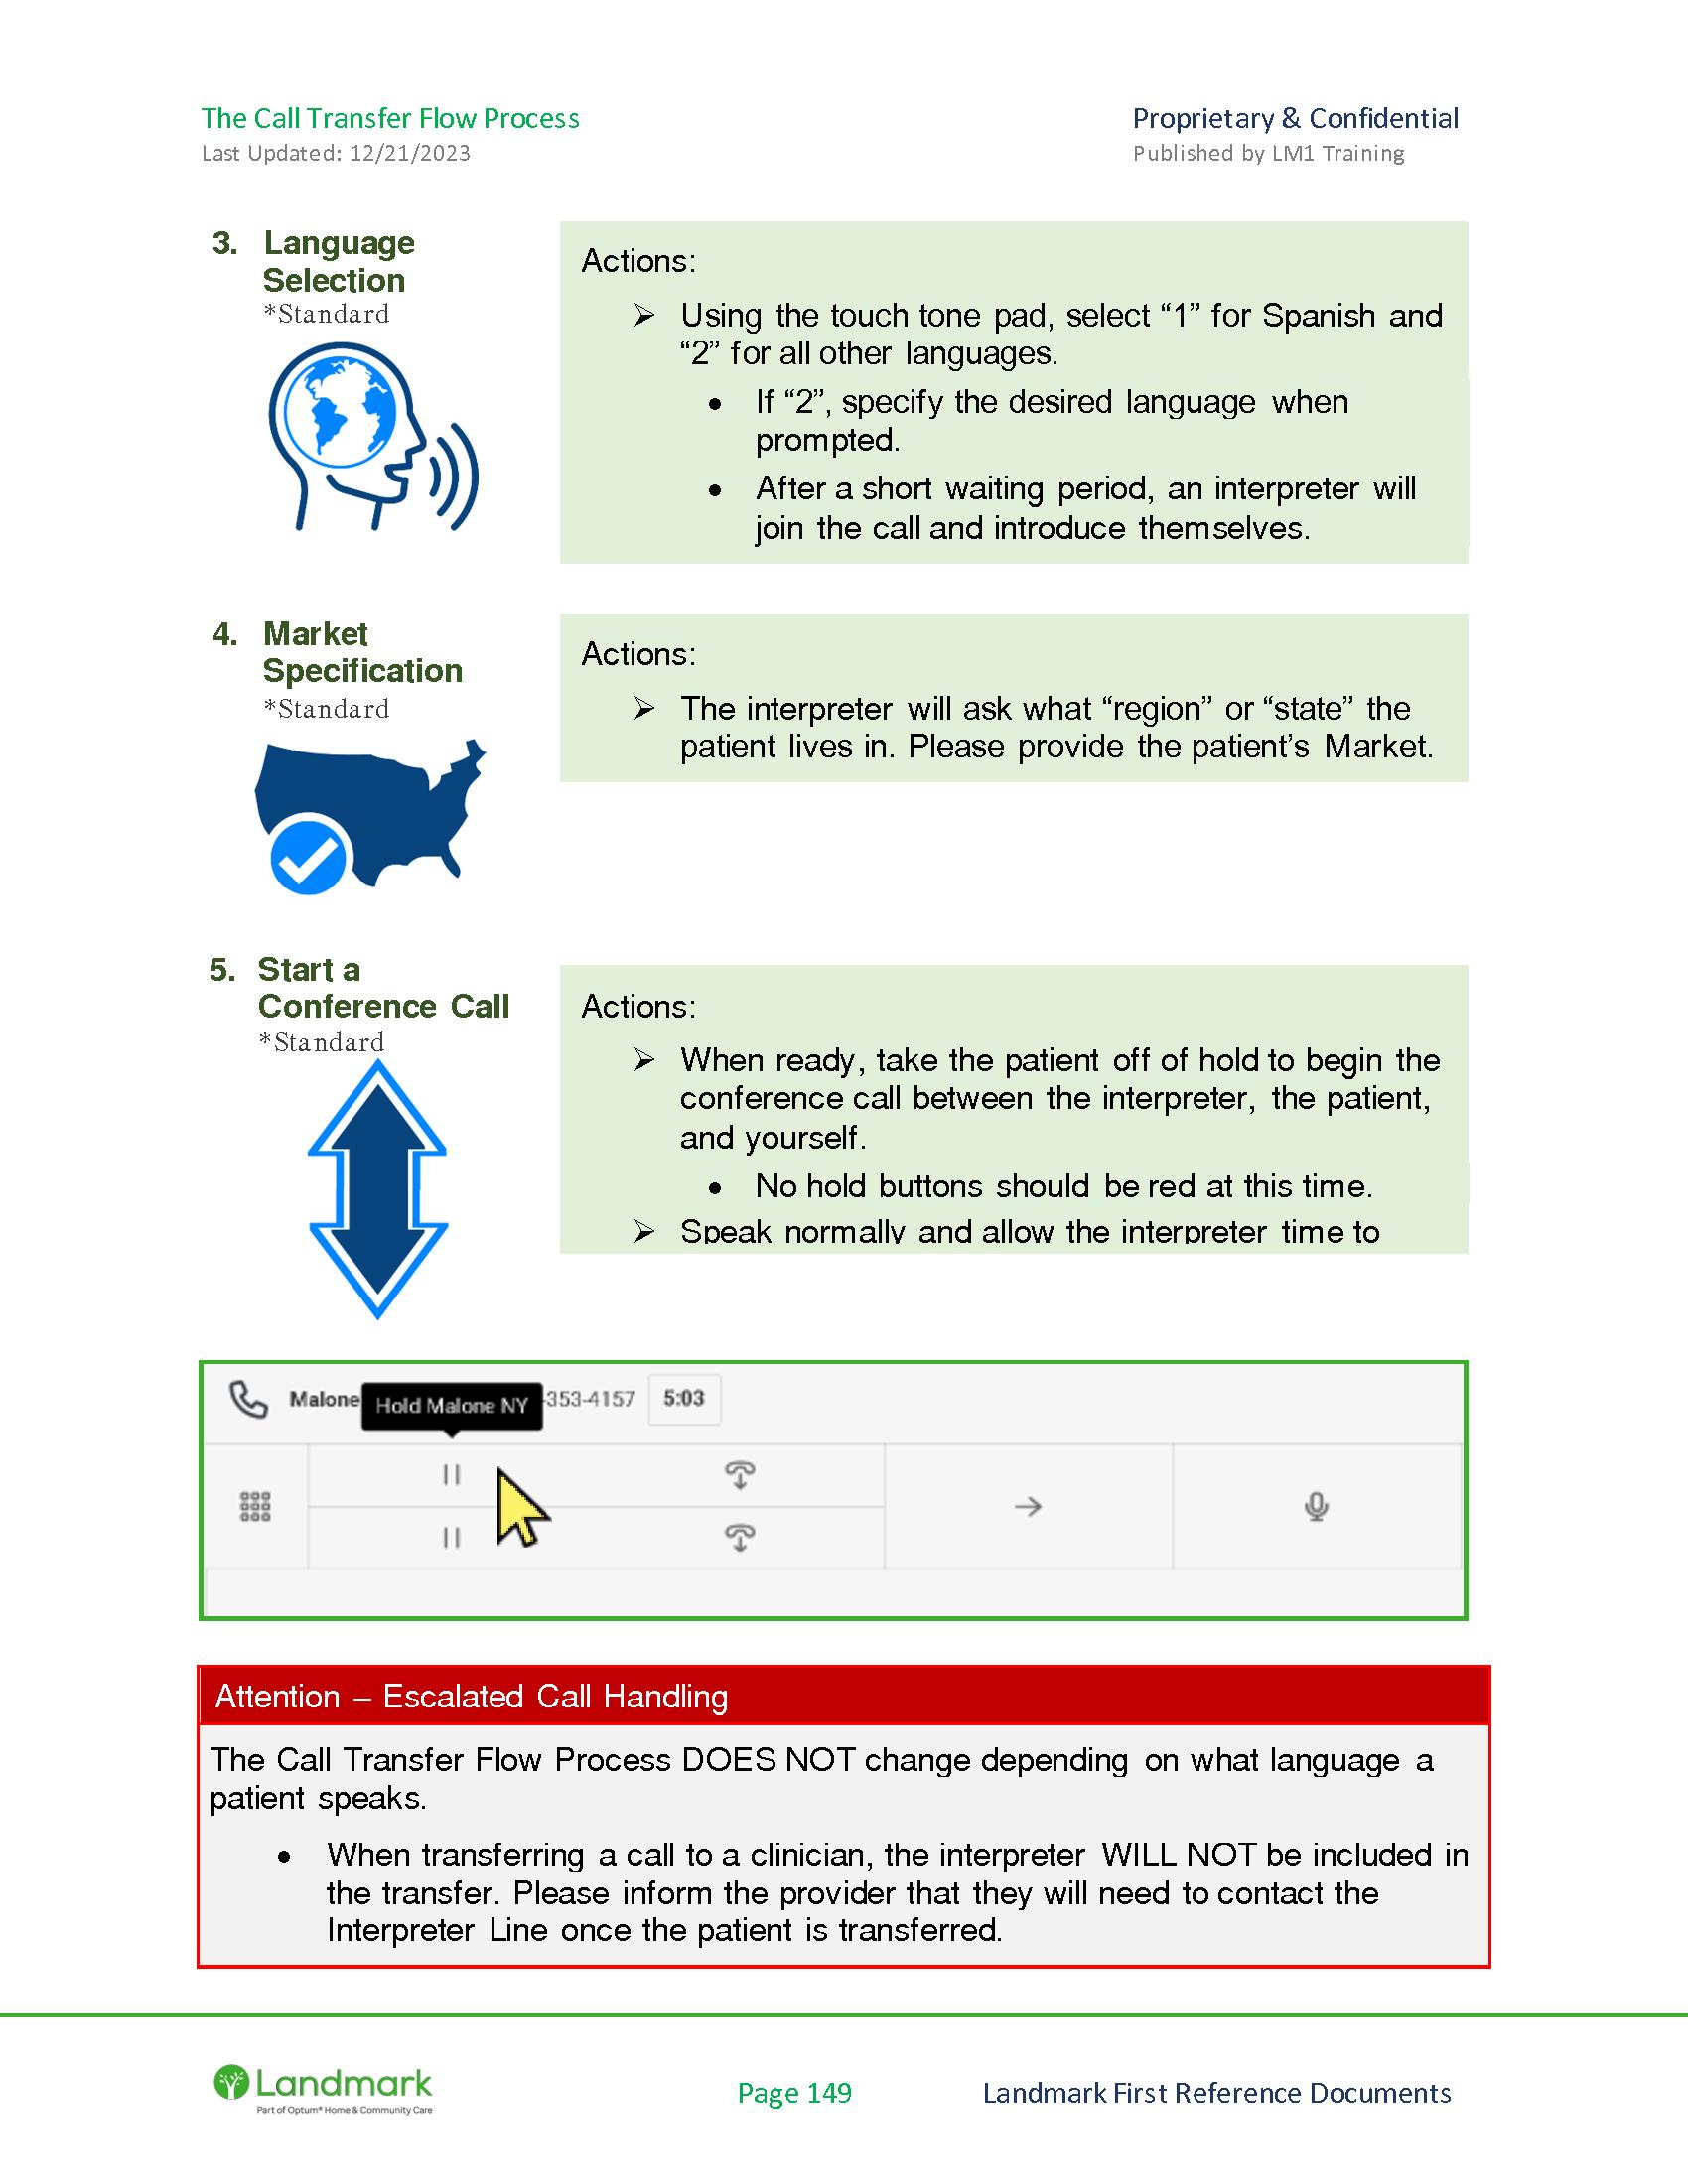 The Call Transfer Flow Process
Last Updated: 12/21/2023
Proprietary & Confidential
Published by LM1 Training
3. Language
Selection
*Standard
Actions:
➢ Using the touch tone pad, select “1” for Spanish and
“2” for all other languages.
• If “2”, specify the desired language when
prompted.
• After a short waiting period, an interpreter will
join the call and introduce themselves.
4. Market
Specification
*Standard
Actions:
➢ The interpreter will ask what “region” or “state” the
patient lives in. Please provide the patient’s Market.
5. Start a
Conference Call
*Standard
Actions:
➢ When ready, take the patient off of hold to begin the
conference call between the interpreter, the patient,
and yourself.
• No hold buttons should be red at this time.
➢ Speak normally and allow the interpreter time to
Malone
Hold Malone NY
-353-4157
5:03
Attention – Escalated Call Handling
The Call Transfer Flow Process DOES NOT change depending on what language a
patient speaks.
• When transferring a call to a clinician, the interpreter WILL NOT be included in
the transfer. Please inform the provider that they will need to contact the
Interpreter Line once the patient is transferred.
Landmark
Part of Optum® Home & Community Care
Page 149
Landmark First Reference Documents